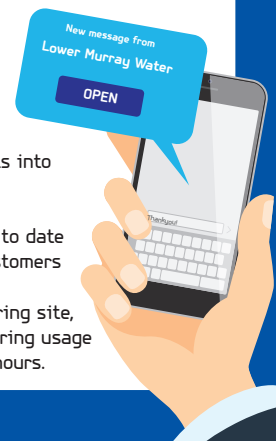 New message from
Lower Murray Water
OPEN
s into
Thankyou!
to date
stomers
ring site,
ring usage
hours.